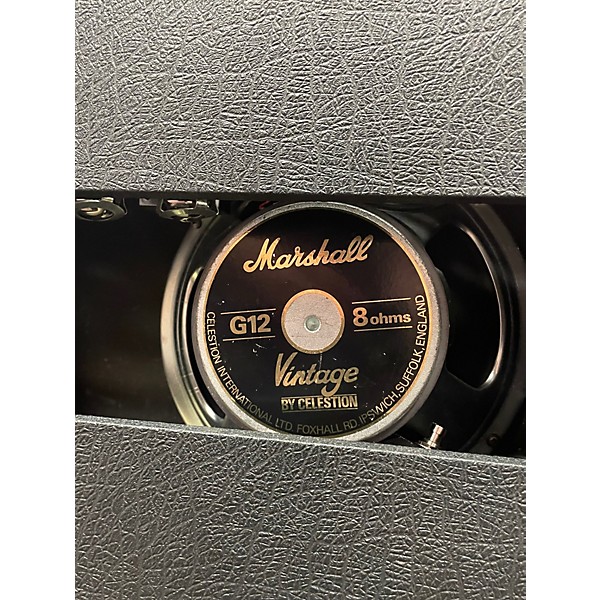 Marshall
G12 8 ohms
Vintage
BY CELESTION
CELESTION INTERNATIONAL LTD. FOXHALL RD. IPSWICH, SUFFOLK, ENGLAND